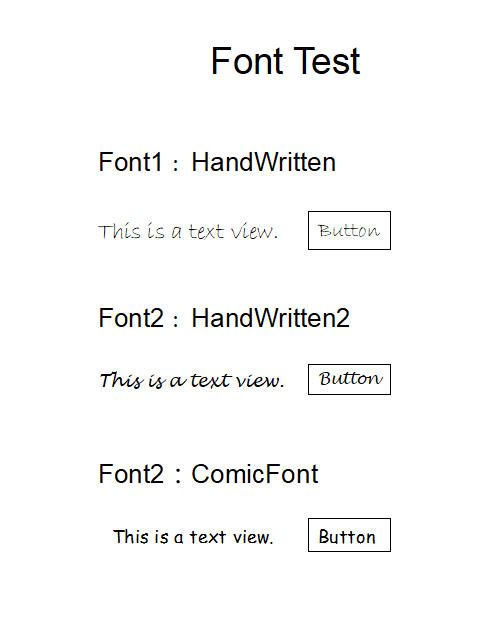 Font Test
Font1： HandWritten
This is a text view. Button
Font2： HandWritten2
This is a text view. Button
Font2：ComicFont
This is a text view. Button